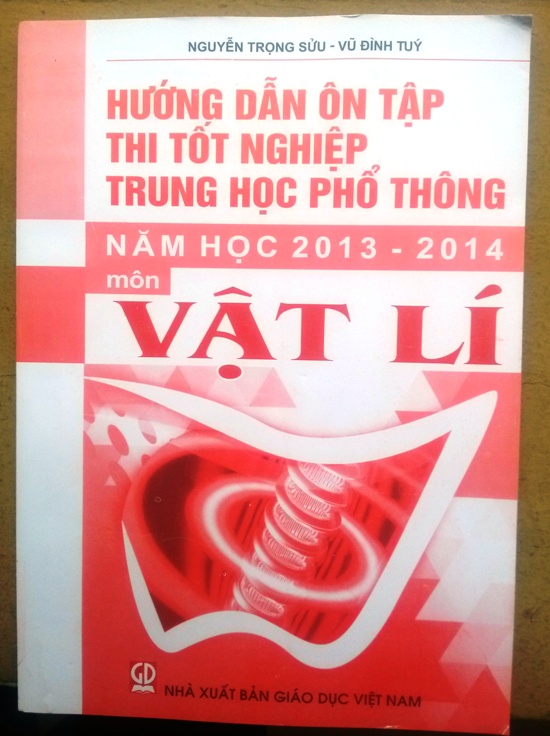 NGUYỄN TRỌNG SỬU - VŨ ĐÌNH TUÝ
HƯỚNG DẪN ÔN TẬP
THI TỐT NGHIỆP
TRUNG HỌC PHỔ THÔNG
NĂM HỌC 2013 - 2014
môn
VẬT LÍ
GD
NHÀ XUẤT BẢN GIÁO DỤC VIỆT NAM